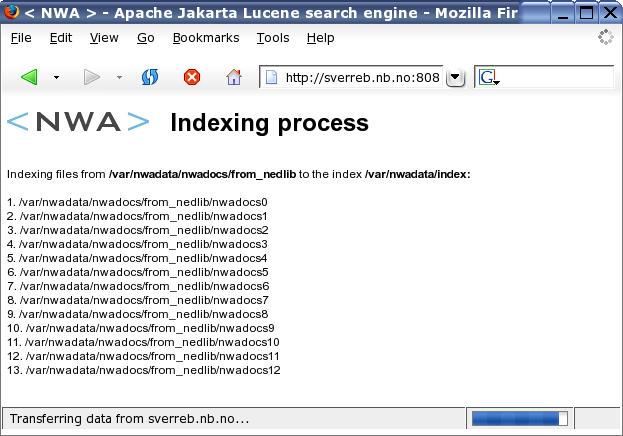 < NWA > - Apache Jakarta Lucene search engine - Mozilla Fir
File Edit View Go Bookmarks Tools Help
http://sverreb.nb.no:808 G
<NWA> Indexing process
Indexing files from /var/nwadata/nwadocs/from_nedlib to the index /var/nwadata/index:
1. /var/nwadata/nwadocs/from_nedlib/nwadocs0
2. /var/nwadata/nwadocs/from_nedlib/nwadocs1
3. /var/nwadata/nwadocs/from_nedlib/nwadocs2
4. /var/nwadata/nwadocs/from_nedlib/nwadocs3
5. /var/nwadata/nwadocs/from_nedlib/nwadocs4
6. /var/nwadata/nwadocs/from_nedlib/nwadocs5
7. /var/nwadata/nwadocs/from_nedlib/nwadocs6
8. /var/nwadata/nwadocs/from_nedlib/nwadocs7
9. /var/nwadata/nwadocs/from_nedlib/nwadocs8
10. /var/nwadata/nwadocs/from_nedlib/nwadocs9
11. /var/nwadata/nwadocs/from_nedlib/nwadocs10
12. /var/nwadata/nwadocs/from_nedlib/nwadocs11
13. /var/nwadata/nwadocs/from_nedlib/nwadocs12
Transferring data from sverreb.nb.no...